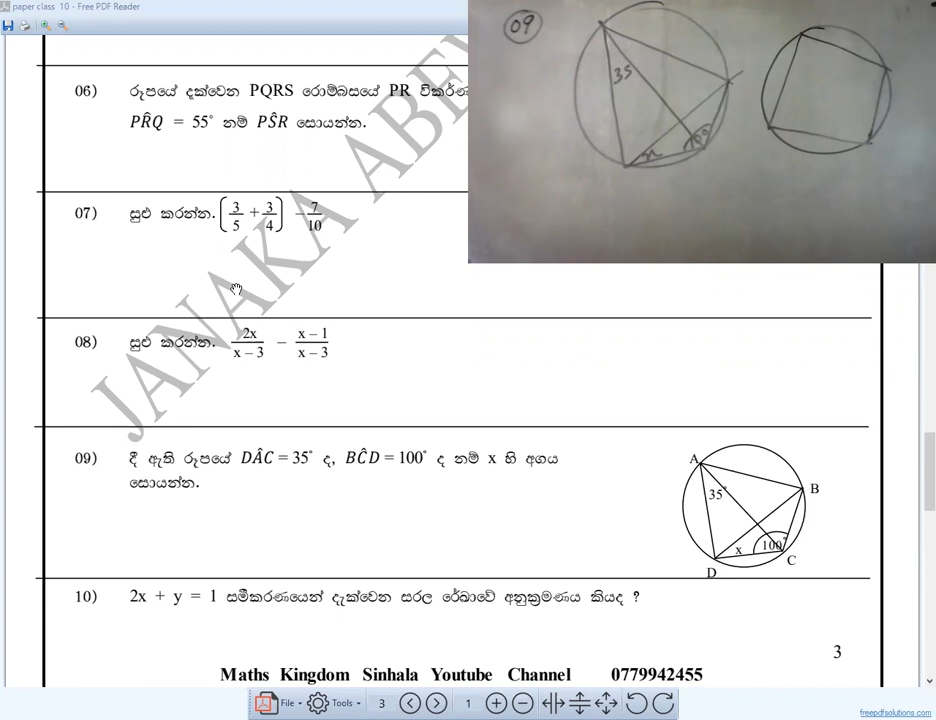 paper class 10 - Free PDF Reader
09
35
x
100°
06) රූපයේ දැක්වෙන PQRS රොම්බසයේ PR විකර්ණ
PR̂Q = 55° නම් PŜR සොයන්න.
07) සුළු කරන්න. (3/5 + 3/4) − 7/10
08) සුළු කරන්න. 2x/(x − 3) − (x − 1)/(x − 3)
09) දී ඇති රූපයේ DÂC = 35° ද, BĈD = 100° ද නම් x හි අගය
සොයන්න.
A
B
35°
x
100°
C
D
10) 2x + y = 1 සමීකරණයෙන් දැක්වෙන සරල රේඛාවේ අනුක්‍රමණය කියද ?
3
Maths Kingdom Sinhala Youtube Channel 0779942455
File
Tools
3
1
freepdfsolutions.com
JANAKA ABE